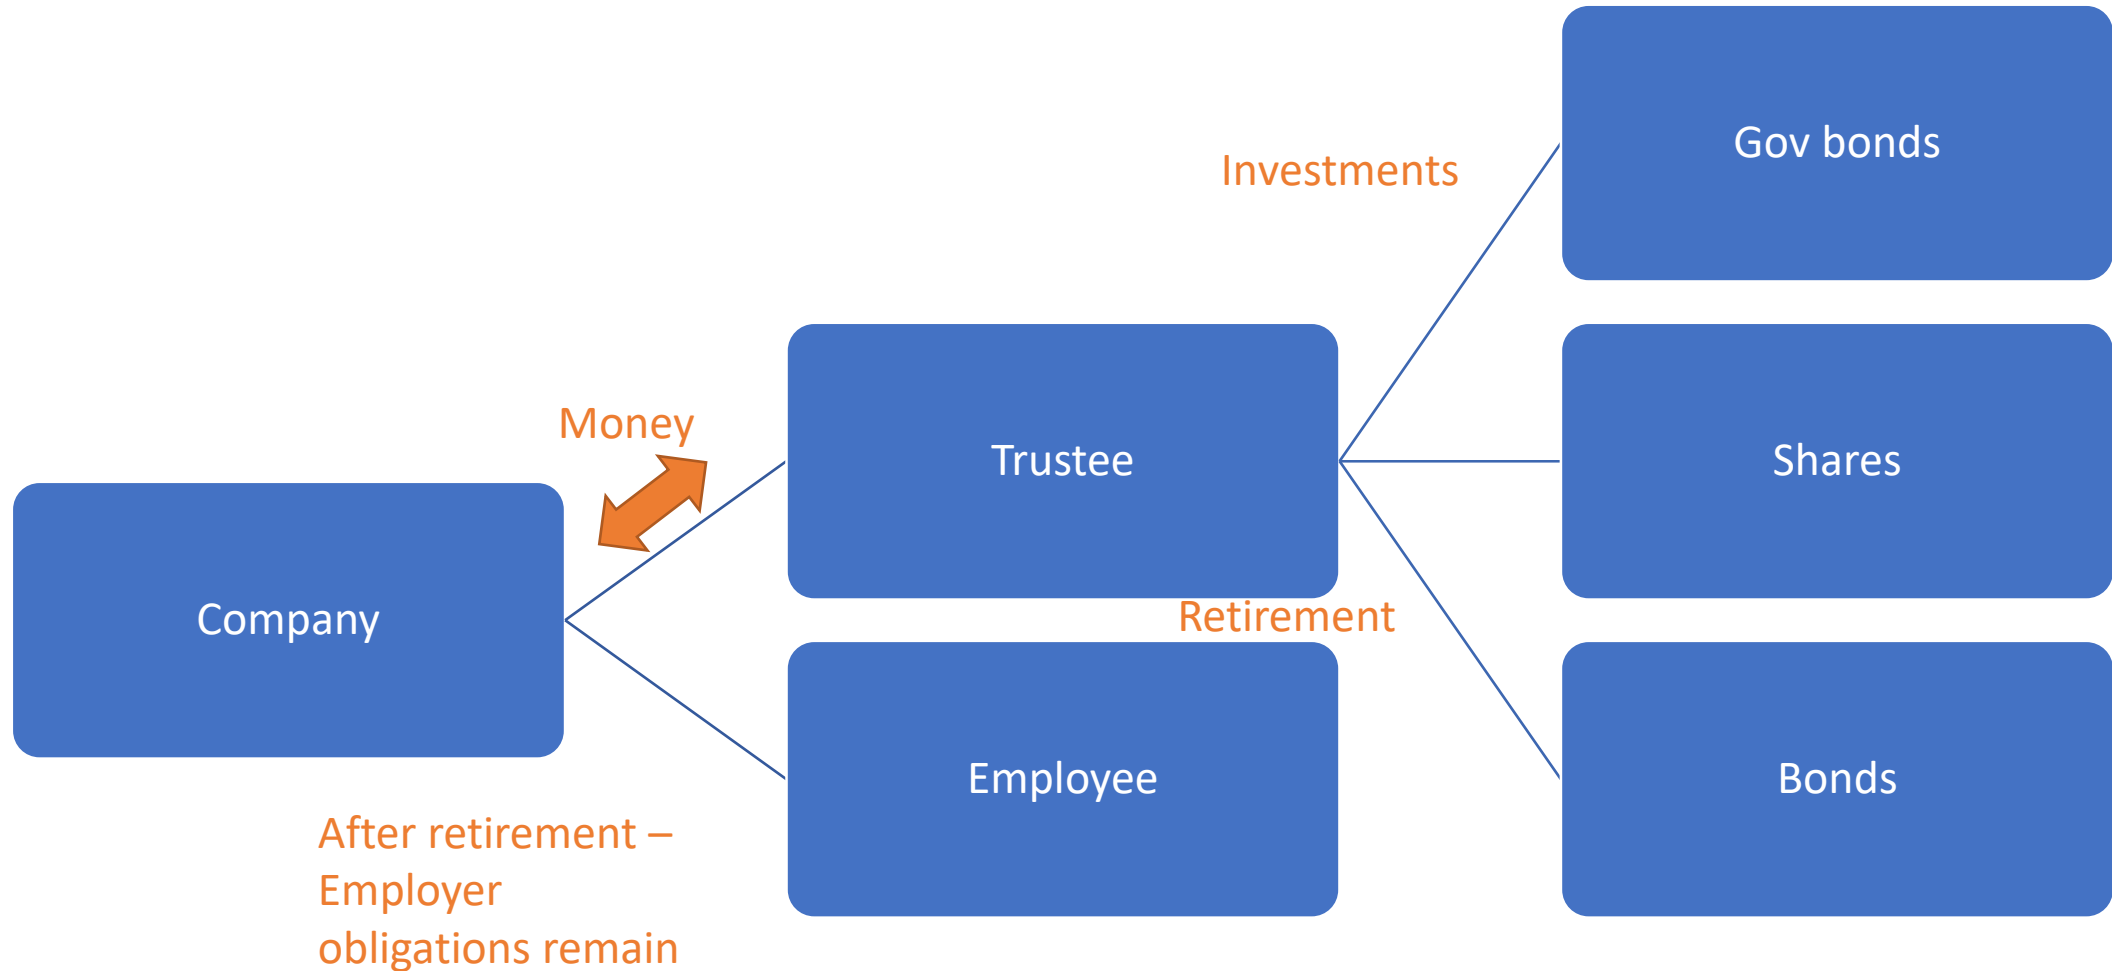 Gov bonds
Investments
Money
Trustee
Shares
Company
Retirement
Employee
Bonds
After retirement –
Employer
obligations remain